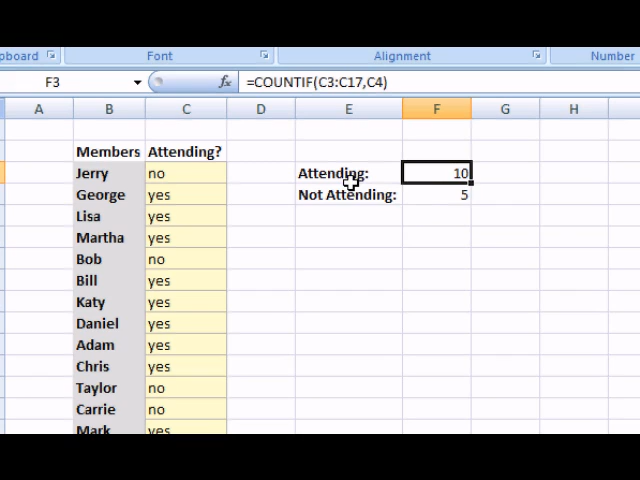 pboard Font Alignment Number
F3 fx =COUNTIF(C3:C17,C4)
A B C D E F G H
Members Attending?
Jerry no Attending: 10
George yes Not Attending: 5
Lisa yes
Martha yes
Bob no
Bill yes
Katy yes
Daniel yes
Adam yes
Chris yes
Taylor no
Carrie no
Mark yes